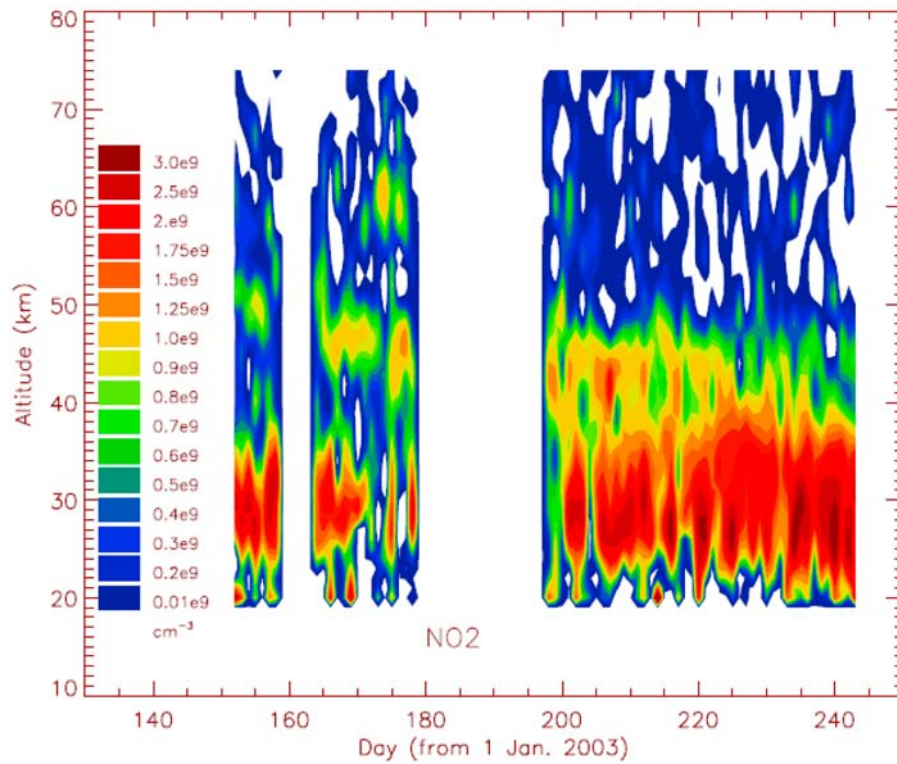 80
70
60
50
40
30
20
10
Altitude (km)
3.0e9
2.5e9
2.e9
1.75e9
1.5e9
1.25e9
1.0e9
0.9e9
0.8e9
0.7e9
0.6e9
0.5e9
0.4e9
0.3e9
0.2e9
0.01e9
cm⁻³
NO2
140 160 180 200 220 240
Day (from 1 Jan. 2003)